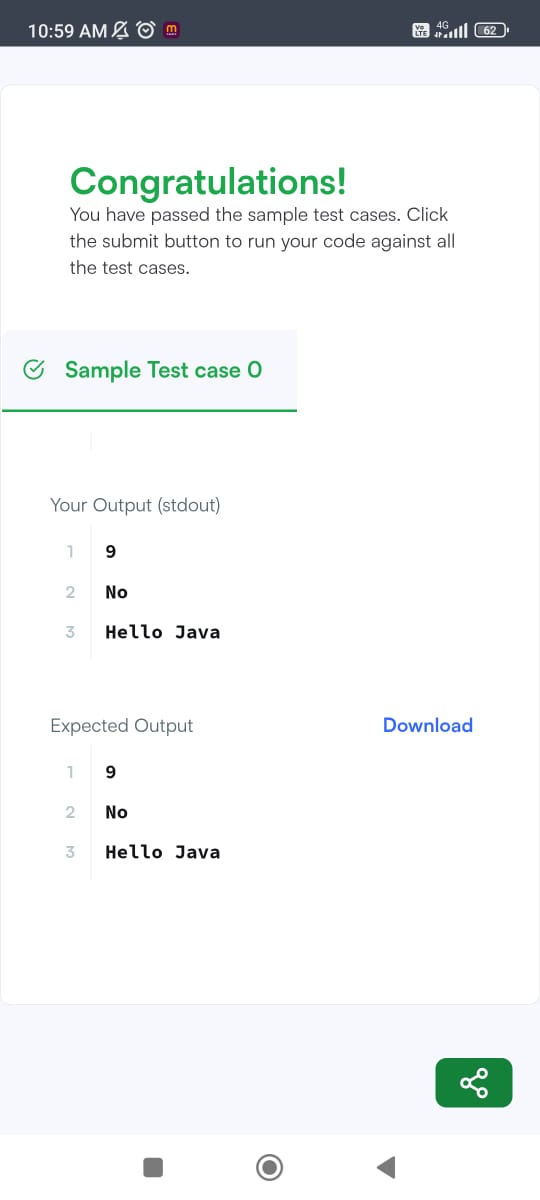 10:59 AM
Vo LTE 4G 62
Congratulations!
You have passed the sample test cases. Click
the submit button to run your code against all
the test cases.
Sample Test case 0
Your Output (stdout)
1 9
2 No
3 Hello Java
Expected Output Download
1 9
2 No
3 Hello Java